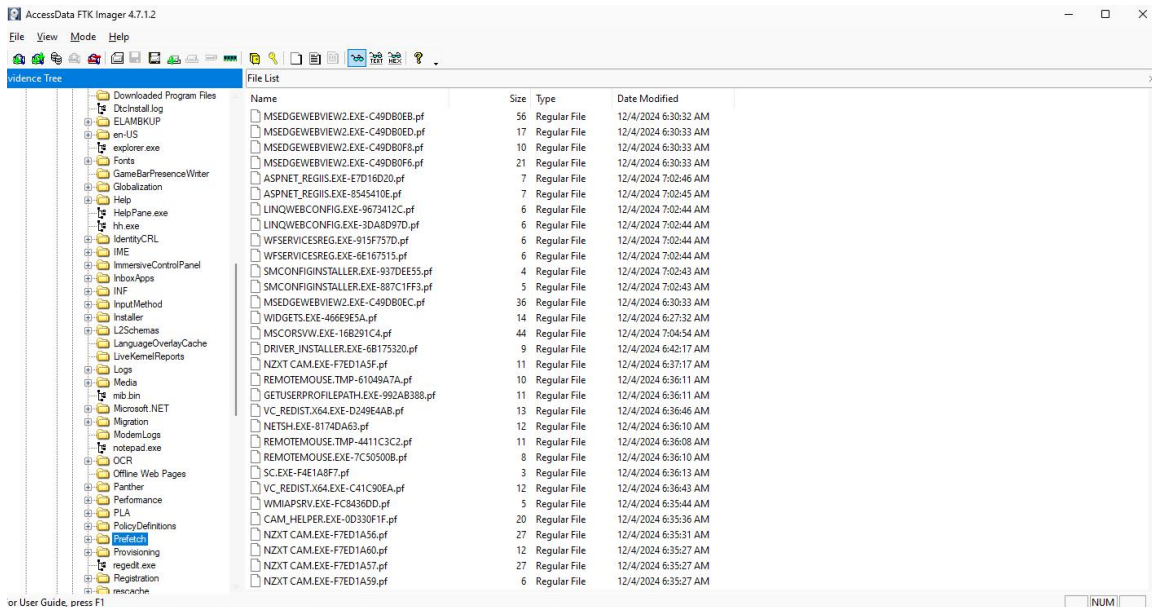 AccessData FTK Imager 4.7.1.2
File View Mode Help
TEXT HEX ?
vidence Tree
Downloaded Program Files
DtcInstall.log
ELAMBKUP
en-US
explorer.exe
Fonts
GameBarPresenceWriter
Globalization
Help
HelpPane.exe
hh.exe
IdentityCRL
IME
ImmersiveControlPanel
InboxApps
INF
InputMethod
Installer
L2Schemas
LanguageOverlayCache
LiveKernelReports
Logs
Media
mib.bin
Microsoft.NET
Migration
ModemLogs
notepad.exe
OCR
Offline Web Pages
Panther
Performance
PLA
PolicyDefinitions
Prefetch
Provisioning
regedit.exe
Registration
rescache
File List
Name Size Type Date Modified
MSEDGEWEBVIEW2.EXE-C49DB0EB.pf 56 Regular File 12/4/2024 6:30:32 AM
MSEDGEWEBVIEW2.EXE-C49DB0ED.pf 17 Regular File 12/4/2024 6:30:33 AM
MSEDGEWEBVIEW2.EXE-C49DB0F8.pf 10 Regular File 12/4/2024 6:30:33 AM
MSEDGEWEBVIEW2.EXE-C49DB0F6.pf 21 Regular File 12/4/2024 6:30:33 AM
ASPNET_REGIIS.EXE-E7D16D20.pf 7 Regular File 12/4/2024 7:02:46 AM
ASPNET_REGIIS.EXE-8545410E.pf 7 Regular File 12/4/2024 7:02:45 AM
LINQWEBCONFIG.EXE-9673412C.pf 6 Regular File 12/4/2024 7:02:44 AM
LINQWEBCONFIG.EXE-3DA8D97D.pf 6 Regular File 12/4/2024 7:02:44 AM
WFSERVICESREG.EXE-915F757D.pf 6 Regular File 12/4/2024 7:02:44 AM
WFSERVICESREG.EXE-6E167515.pf 6 Regular File 12/4/2024 7:02:44 AM
SMCONFIGINSTALLER.EXE-937DEE55.pf 4 Regular File 12/4/2024 7:02:43 AM
SMCONFIGINSTALLER.EXE-887C1FF3.pf 5 Regular File 12/4/2024 7:02:43 AM
MSEDGEWEBVIEW2.EXE-C49DB0EC.pf 36 Regular File 12/4/2024 6:30:33 AM
WIDGETS.EXE-466E9E5A.pf 14 Regular File 12/4/2024 6:27:32 AM
MSCORSVW.EXE-16B291C4.pf 44 Regular File 12/4/2024 7:04:54 AM
DRIVER_INSTALLER.EXE-6B175320.pf 9 Regular File 12/4/2024 6:42:17 AM
NZXT CAM.EXE-F7ED1A5F.pf 11 Regular File 12/4/2024 6:37:17 AM
REMOTEMOUSE.TMP-61049A7A.pf 10 Regular File 12/4/2024 6:36:11 AM
GETUSERPROFILEPATH.EXE-992AB388.pf 11 Regular File 12/4/2024 6:36:11 AM
VC_REDIST.X64.EXE-D249E4AB.pf 13 Regular File 12/4/2024 6:36:46 AM
NETSH.EXE-8174DA63.pf 12 Regular File 12/4/2024 6:36:10 AM
REMOTEMOUSE.TMP-4411C3C2.pf 11 Regular File 12/4/2024 6:36:08 AM
REMOTEMOUSE.EXE-7C50500B.pf 8 Regular File 12/4/2024 6:36:10 AM
SC.EXE-F4E1A8F7.pf 3 Regular File 12/4/2024 6:36:13 AM
VC_REDIST.X64.EXE-C41C90EA.pf 12 Regular File 12/4/2024 6:36:43 AM
WMIAPSRV.EXE-FC8436DD.pf 5 Regular File 12/4/2024 6:35:44 AM
CAM_HELPER.EXE-0D330F1F.pf 20 Regular File 12/4/2024 6:35:36 AM
NZXT CAM.EXE-F7ED1A56.pf 27 Regular File 12/4/2024 6:35:31 AM
NZXT CAM.EXE-F7ED1A60.pf 12 Regular File 12/4/2024 6:35:27 AM
NZXT CAM.EXE-F7ED1A57.pf 27 Regular File 12/4/2024 6:35:27 AM
NZXT CAM.EXE-F7ED1A59.pf 6 Regular File 12/4/2024 6:35:27 AM
or User Guide, press F1
NUM